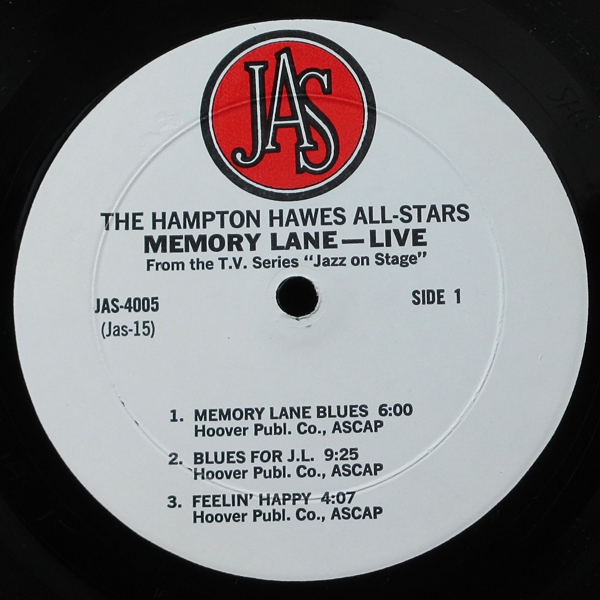 JAS
THE HAMPTON HAWES ALL-STARS
MEMORY LANE—LIVE
From the T.V. Series "Jazz on Stage"
JAS-4005
(Jas-15)
SIDE 1
1. MEMORY LANE BLUES 6:00
Hoover Publ. Co., ASCAP
2. BLUES FOR J.L. 9:25
Hoover Publ. Co., ASCAP
3. FEELIN' HAPPY 4:07
Hoover Publ. Co., ASCAP